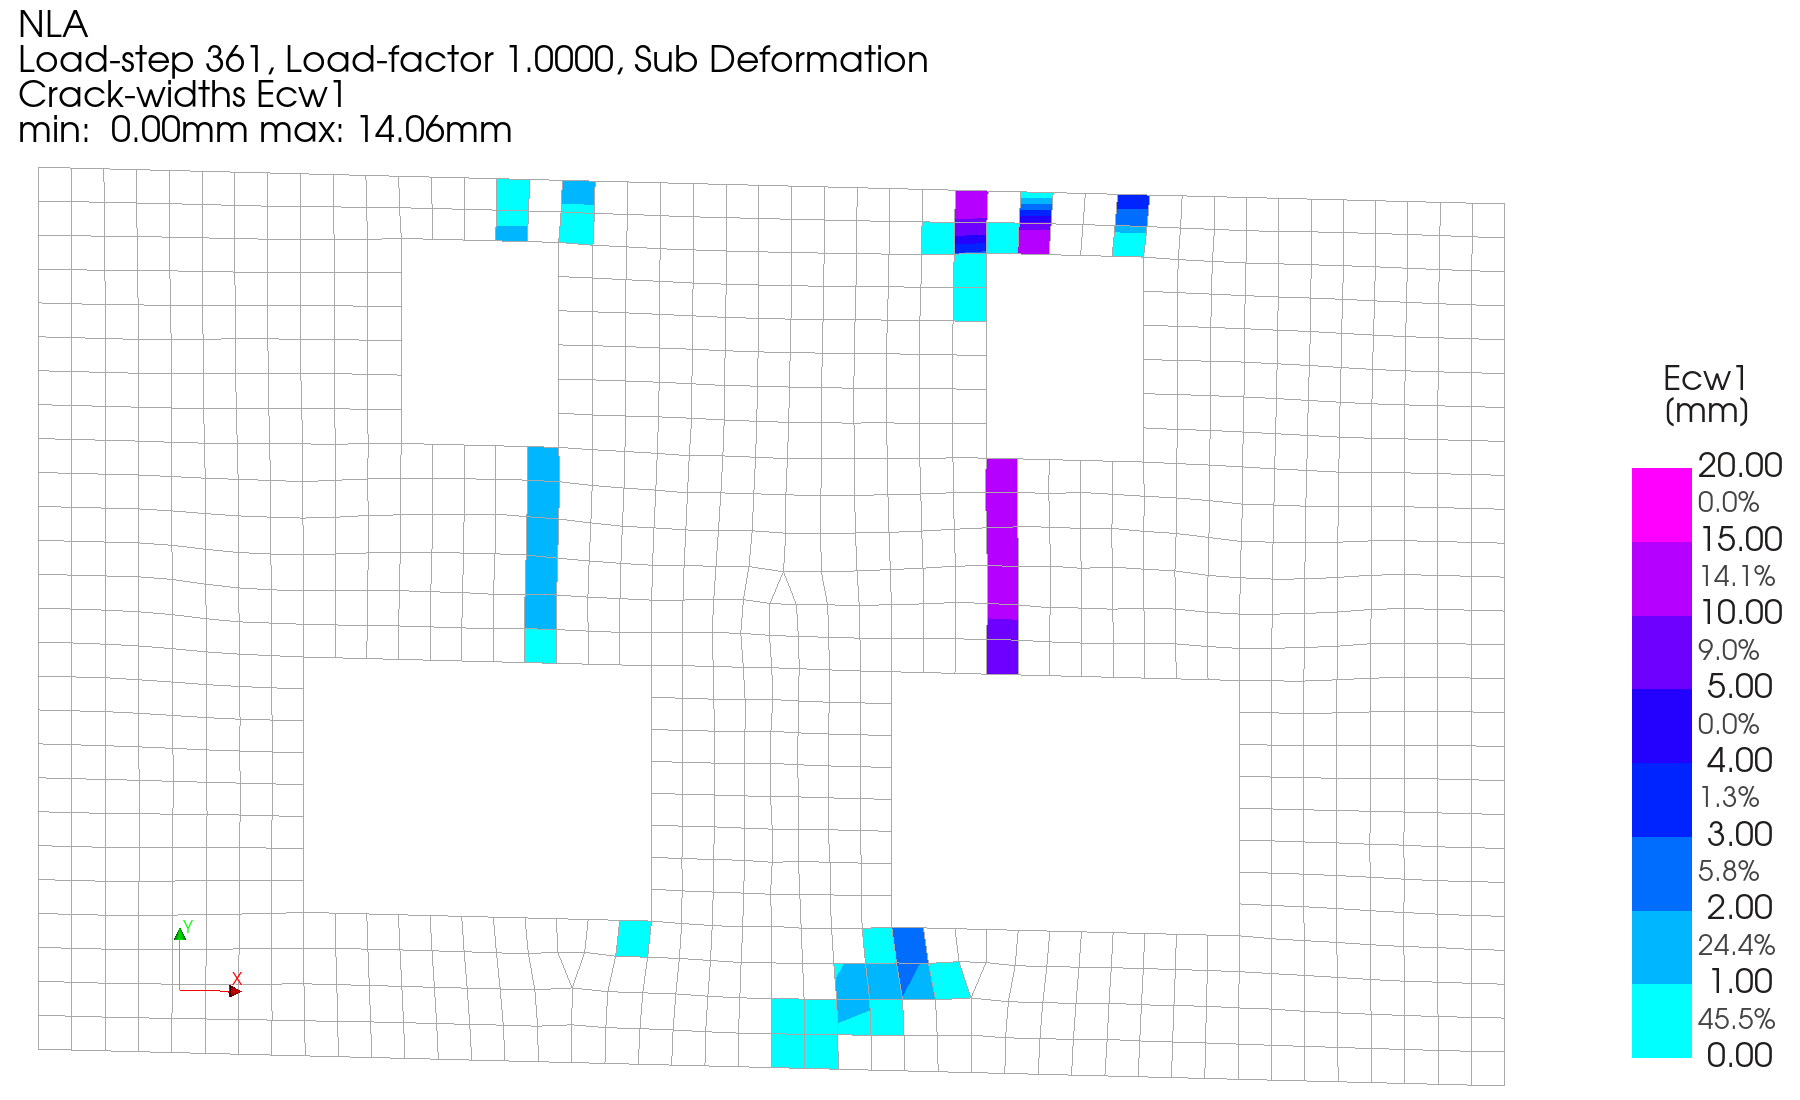 NLA
Load-step 361, Load-factor 1.0000, Sub Deformation
Crack-widths Ecw1
min:  0.00mm max: 14.06mm
Ecw1
(mm)
20.00
0.0%
15.00
14.1%
10.00
9.0%
5.00
0.0%
4.00
1.3%
3.00
5.8%
2.00
24.4%
1.00
45.5%
0.00
Y
X